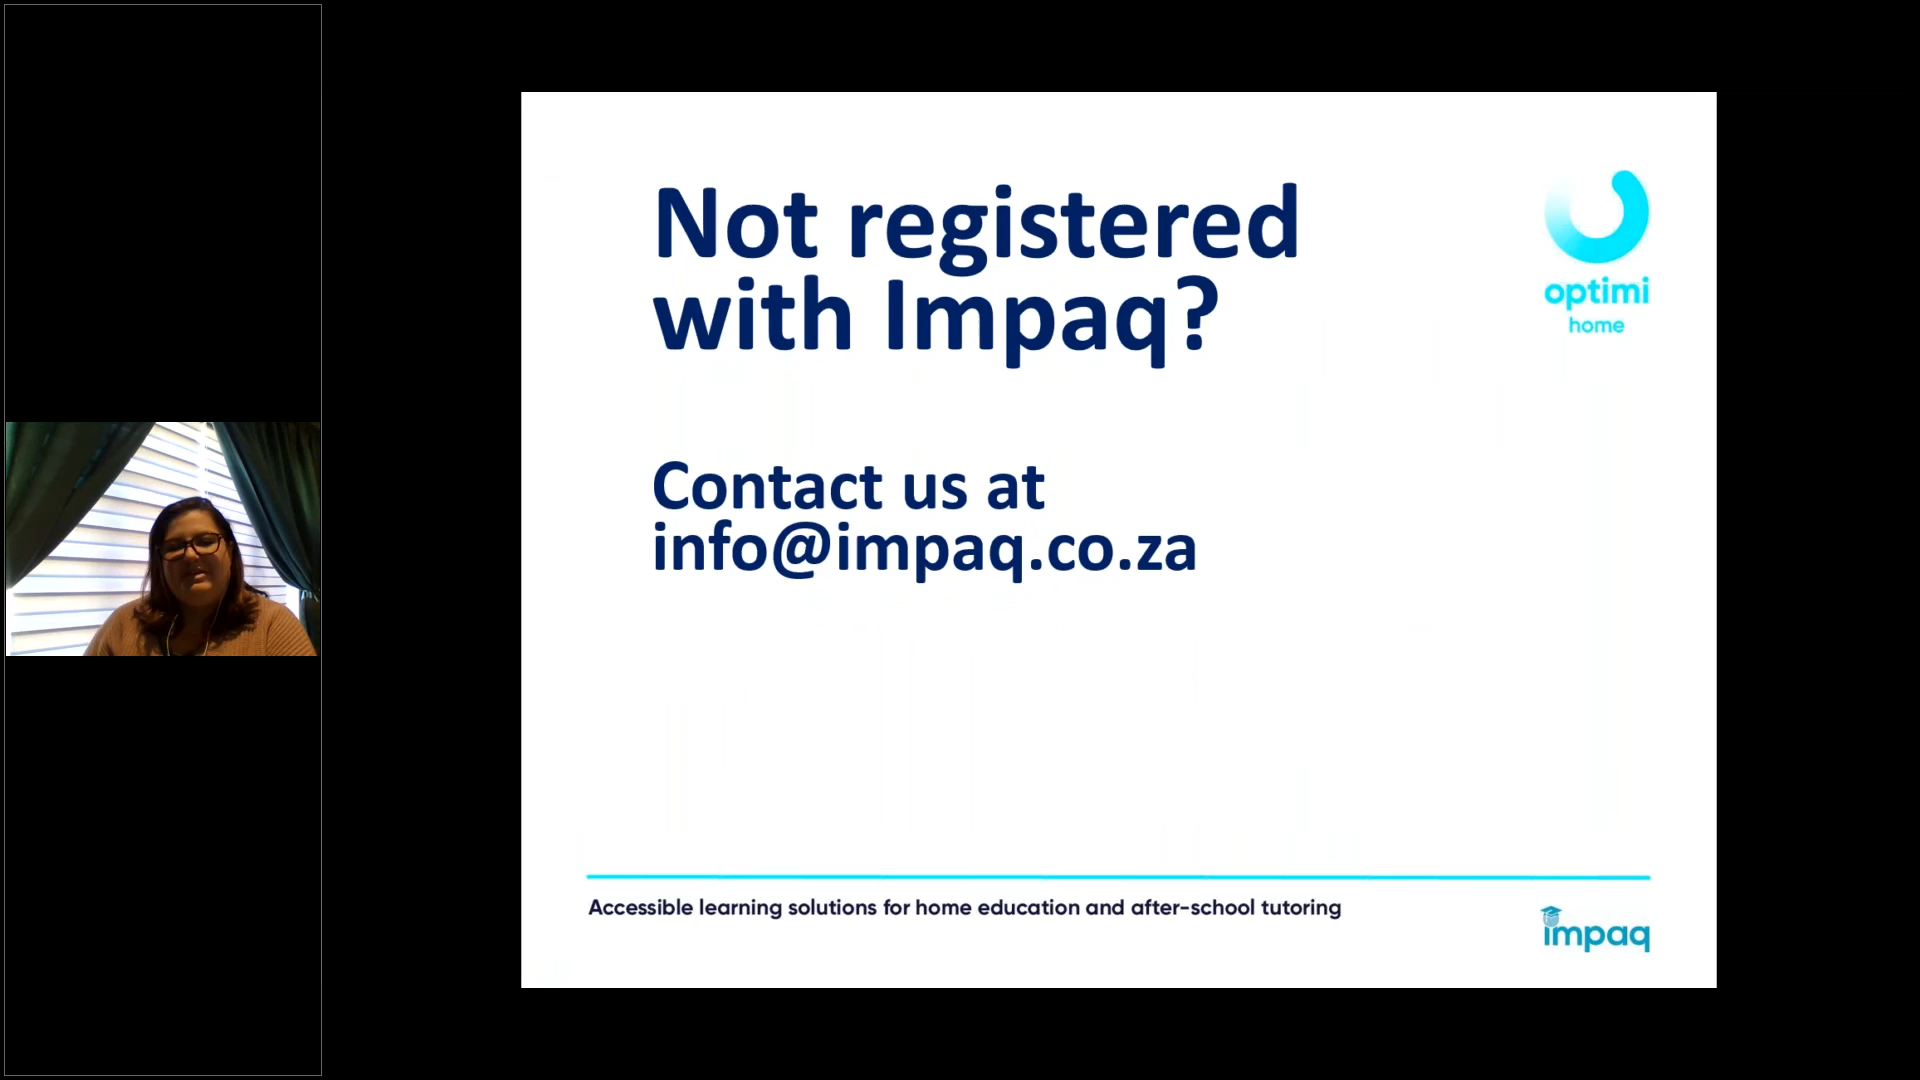 Not registered
with Impaq?
optimi
home
Contact us at
info@impaq.co.za
Accessible learning solutions for home education and after-school tutoring
impaq